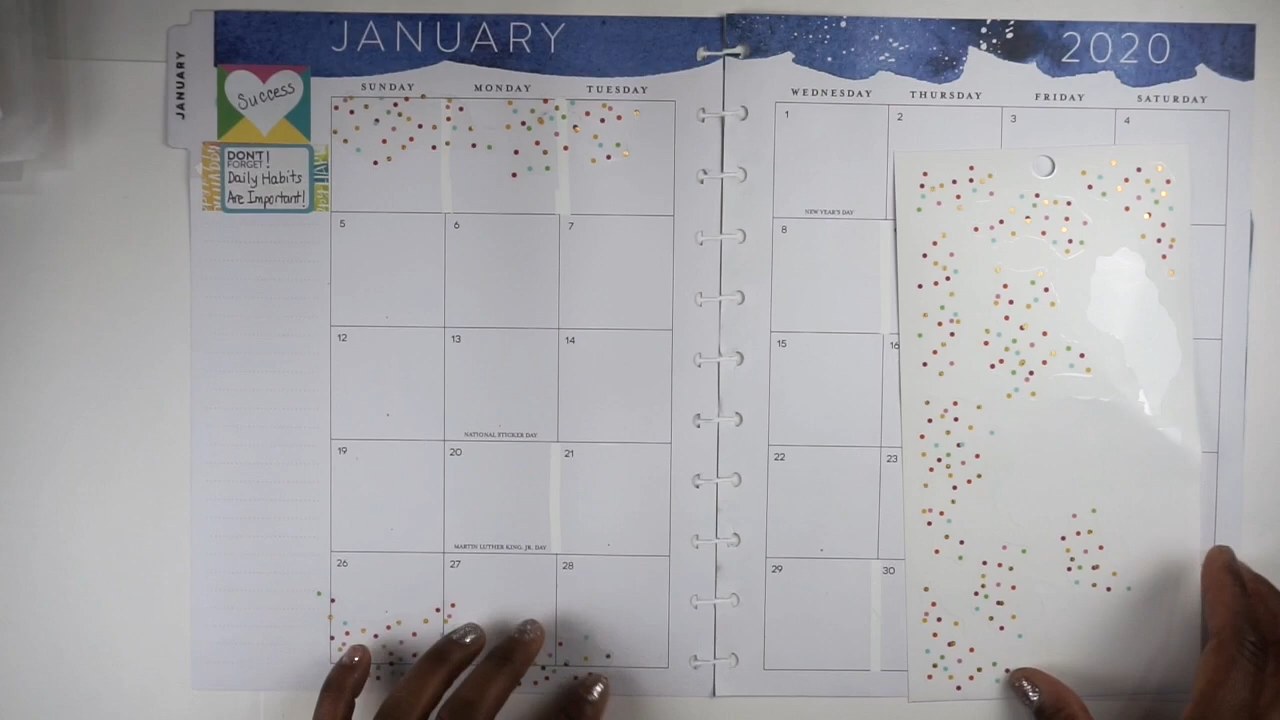 JANUARY
JANUARY
2020
Success
DON'T!
FORGET
Daily Habits
Are Important!
SUNDAY MONDAY TUESDAY
WEDNESDAY THURSDAY FRIDAY SATURDAY
1 2 3 4
NEW YEAR'S DAY
5 6 7
8
12 13 14
NATIONAL STICKER DAY
15 16
19 20 21
MARTIN LUTHER KING, JR. DAY
22 23
26 27 28
29 30